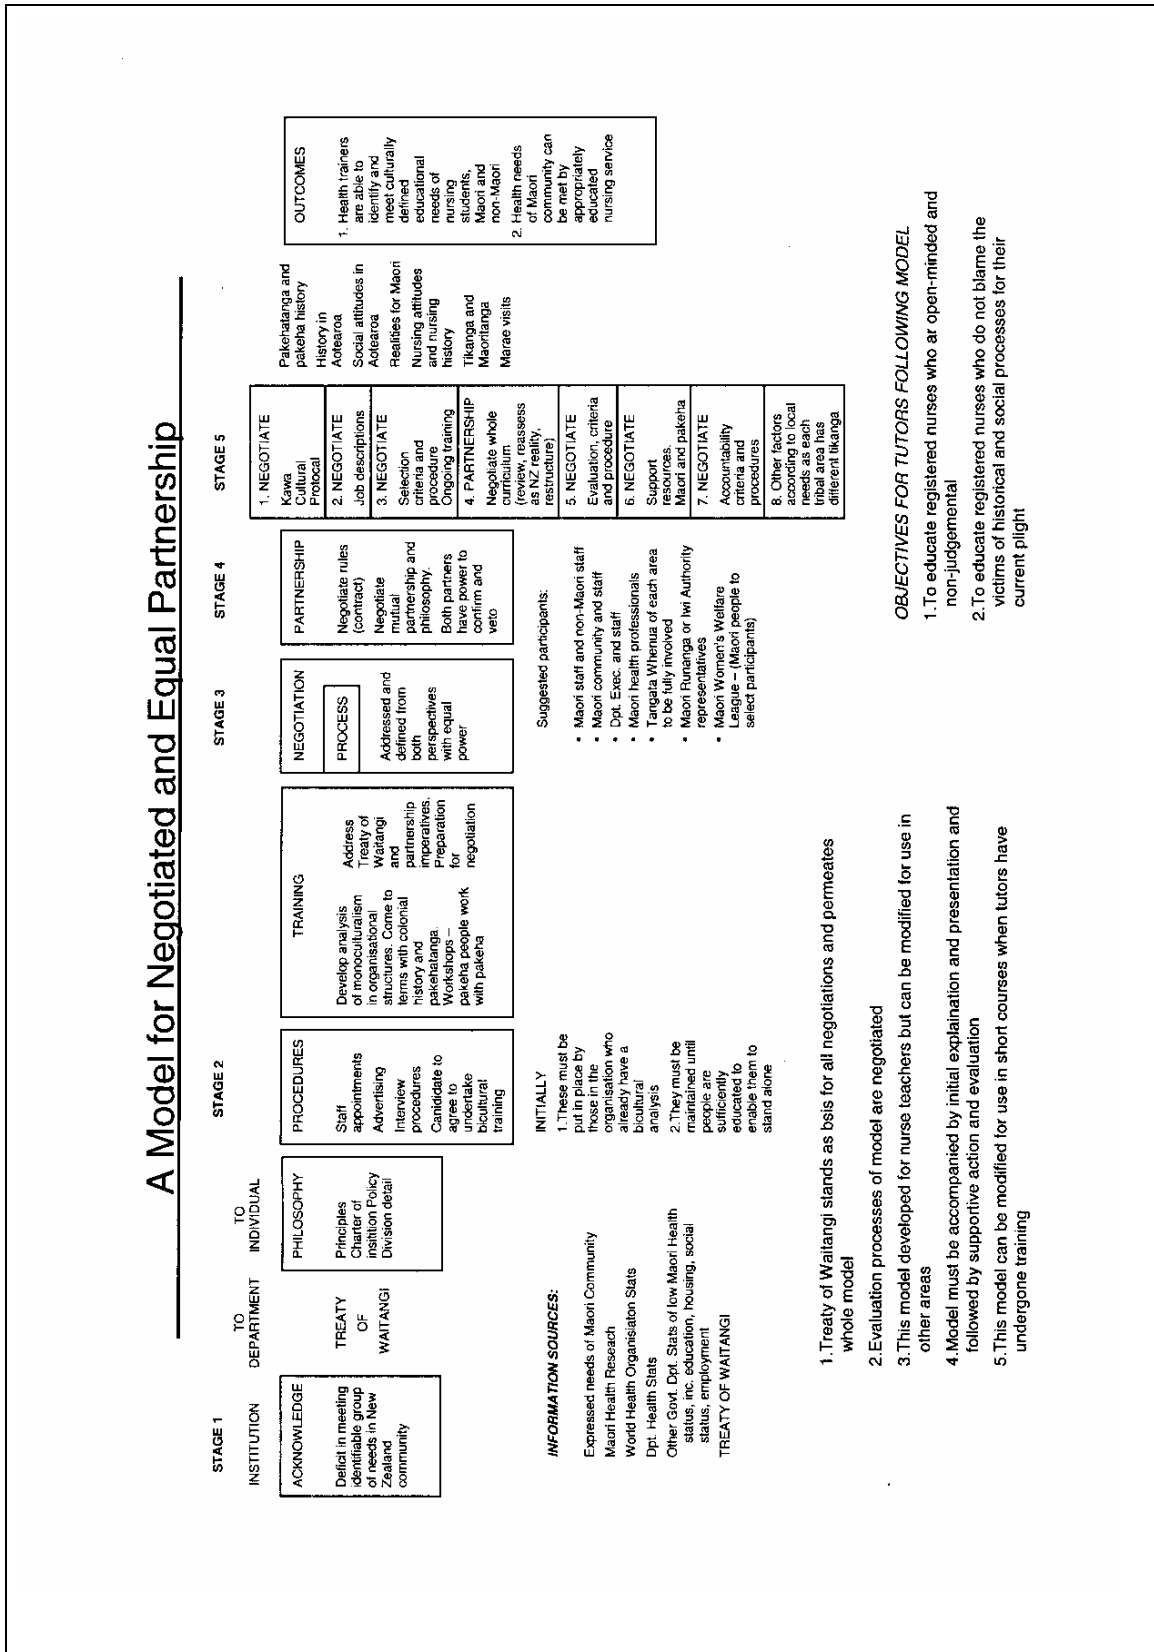 A Model for Negotiated and Equal Partnership
STAGE 1
STAGE 2
STAGE 3
STAGE 4
STAGE 5
INSTITUTION
TO
DEPARTMENT
TO
INDIVIDUAL
ACKNOWLEDGE
Deficit in meeting
identifiable group
of needs in New
Zealand
community
TREATY
OF
WAITANGI
PHILOSOPHY
Principles
Charter of
insittion Policy
Division detail
PROCEDURES
Staff
appointments
Advertising
Interview
procedures
Canididate to
agree to
undertake
bicultural
training
TRAINING
Develop analysis
of monoculturalism
in organisational
structures. Come to
terms with colonial
history and
pakehatanga.
Workshops –
pakeha people work
with pakeha
Address
Treaty of
Waitangi
and
partnership
imperatives.
Preparation
for
negotiation
NEGOTIATION
PROCESS
Addressed and
defined from
both
perspectives
with equal
power
PARTNERSHIP
Negotiate rules
(contract)
Negotiate
mutual
partnership and
philosophy.
Both partners
have power to
confirm and
veto
1. NEGOTIATE
Kawa
Cultural
Protocal
2. NEGOTIATE
Job descriptions
3. NEGOTIATE
Selection
criteria and
procedure
Ongoing training
4. PARTNERSHIP
Negotiate whole
curriculum
(review, reassess
as NZ reality,
restructure)
5. NEGOTIATE
Evaluation, criteria
and procedure
6. NEGOTIATE
Support
resources.
Maori and pakeha
7. NEGOTIATE
Accountability
criteria and
procedures
8. Other factors
according to local
needs as each
tribal area has
different tikanga
Pakehatanga and
pakeha history
History in
Aotearoa
Social attitudes in
Aotearoa
Realities for Maori
Nursing attitudes
and nursing
history
Tikanga and
Maoritanga
Marae visits
OUTCOMES
1. Health trainers
are able to
identify and
meet culturally
defined
educational
needs of
nursing
students,
Maori and
non-Maori
2. Health needs
of Maori
community can
be met by
appropriately
educated
nursing service
INFORMATION SOURCES:
Expressed needs of Maori Community
Maori Health Reseach
World Health Organisiaton Stats
Dpt. Health Stats
Other Govt. Dpt. Stats of low Maori Health
status, inc. education, housing, social
status, employment
TREATY OF WAITANGI
INITIALLY
1.These must be
put in place by
those in the
organisation who
already have a
bicultural
analysis
2.They must be
maintained until
people are
sufficiently
educated to
enable them to
stand alone
Suggested participants:
• Maori staff and non-Maori staff
• Maori community and staff
• Dpt. Exec. and staff
• Maori health professionals
• Tangata Whenua of each area
to be fully involved
• Maori Runanga or Iwi Authority
representatives
• Maori Women's Welfare
League – (Maori people to
select participants)
1.Treaty of Waitangi stands as bsis for all negotiations and permeates
whole model
2.Evaluation processes of model are negotiated
3.This model developed for nurse teachers but can be modified for use in
other areas
4.Model must be accompanied by initial explaination and presentation and
followed by supportive action and evaluation
5.This model can be modified for use in short courses when tutors have
undergone training
OBJECTIVES FOR TUTORS FOLLOWING MODEL
1.To educate registered nurses who ar open-minded and
non-judgemental
2.To educate registered nurses who do not blame the
victims of historical and social processes for their
current plight